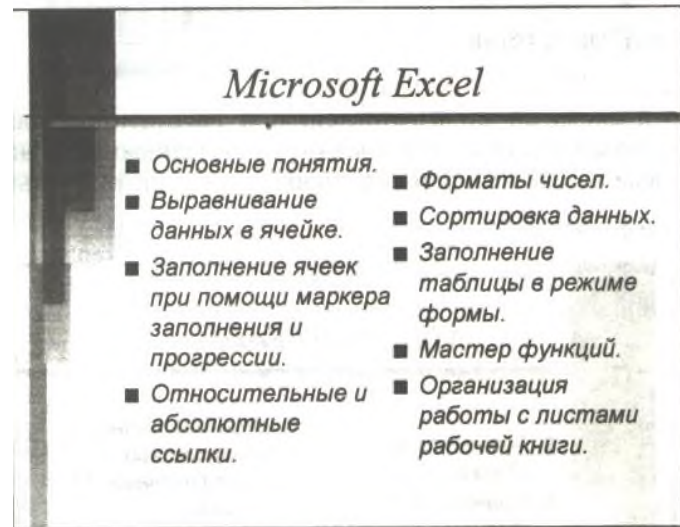 Microsoft Excel
■ Основные понятия.
■ Выравнивание
данных в ячейке.
■ Заполнение ячеек
при помощи маркера
заполнения и
прогрессии.
■ Относительные и
абсолютные
ссылки.
■ Форматы чисел.
■ Сортировка данных.
■ Заполнение
таблицы в режиме
формы.
■ Мастер функций.
■ Организация
работы с листами
рабочей книги.